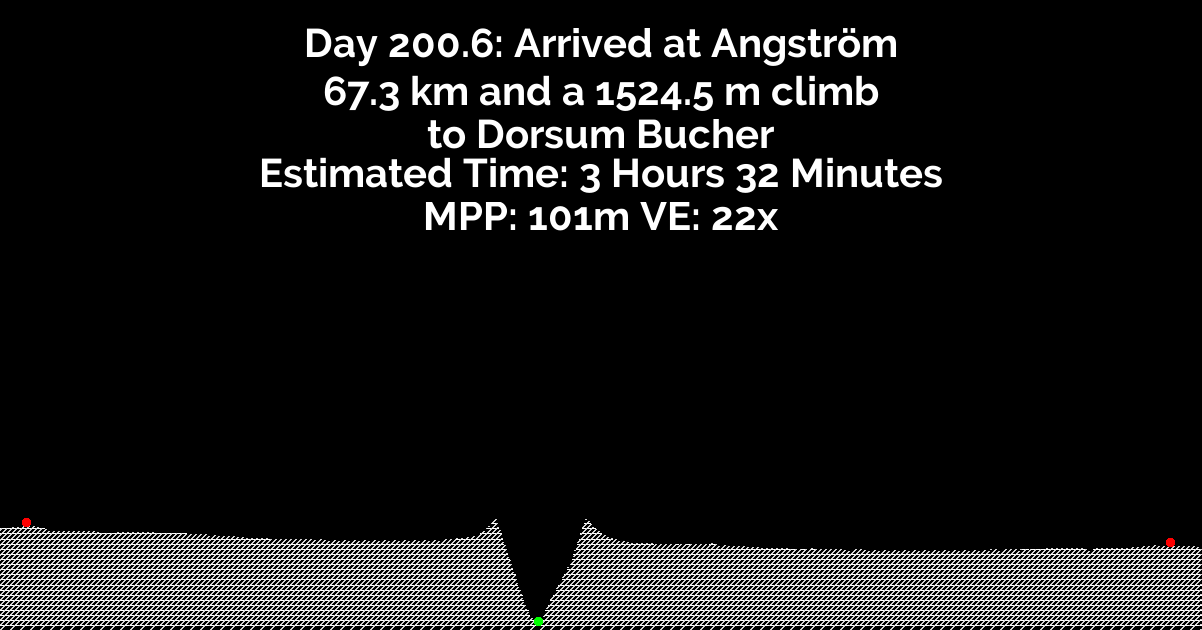 Day 200.6: Arrived at Angström
67.3 km and a 1524.5 m climb
to Dorsum Bucher
Estimated Time: 3 Hours 32 Minutes
MPP: 101m VE: 22x